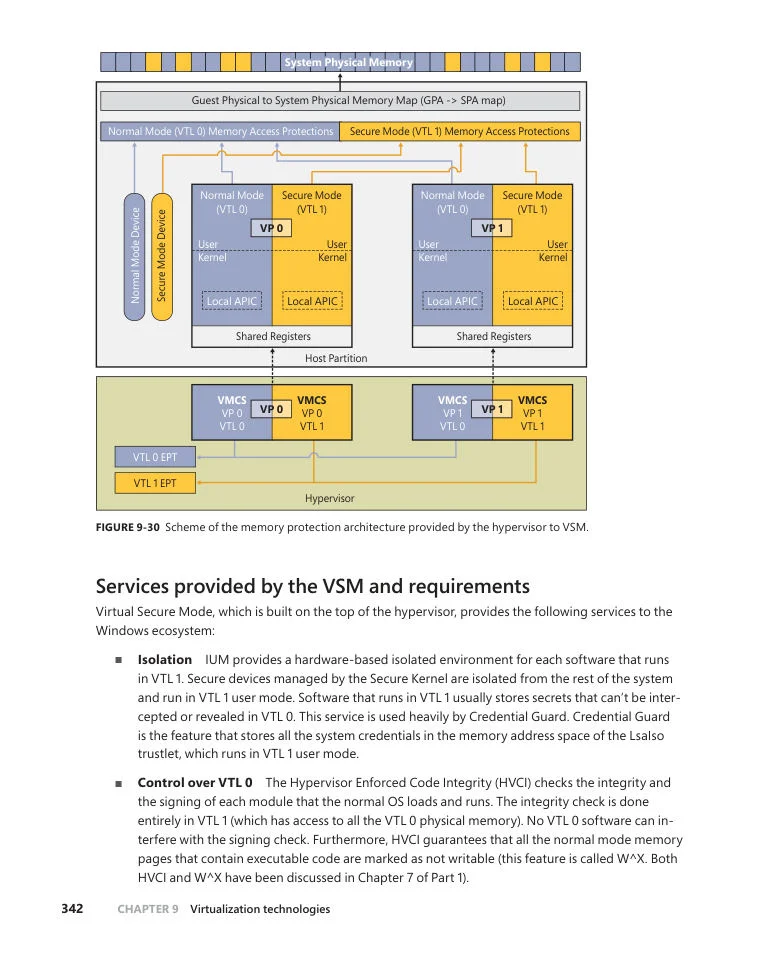 System Physical Memory
Guest Physical to System Physical Memory Map (GPA -> SPA map)
Normal Mode (VTL 0) Memory Access Protections
Secure Mode (VTL 1) Memory Access Protections
Normal Mode Device
Secure Mode Device
Normal Mode
(VTL 0)
Secure Mode
(VTL 1)
VP 0
User
User
Kernel
Kernel
Local APIC
Local APIC
Shared Registers
Normal Mode
(VTL 0)
Secure Mode
(VTL 1)
VP 1
User
User
Kernel
Kernel
Local APIC
Local APIC
Shared Registers
Host Partition
VMCS
VP 0
VTL 0
VP 0
VMCS
VP 0
VTL 1
VMCS
VP 1
VTL 0
VP 1
VMCS
VP 1
VTL 1
VTL 0 EPT
VTL 1 EPT
Hypervisor
FIGURE 9-30 Scheme of the memory protection architecture provided by the hypervisor to VSM.
Services provided by the VSM and requirements
Virtual Secure Mode, which is built on the top of the hypervisor, provides the following services to the
Windows ecosystem:
■ Isolation IUM provides a hardware-based isolated environment for each software that runs
in VTL 1. Secure devices managed by the Secure Kernel are isolated from the rest of the system
and run in VTL 1 user mode. Software that runs in VTL 1 usually stores secrets that can't be inter-
cepted or revealed in VTL 0. This service is used heavily by Credential Guard. Credential Guard
is the feature that stores all the system credentials in the memory address space of the LsaIso
trustlet, which runs in VTL 1 user mode.
■ Control over VTL 0 The Hypervisor Enforced Code Integrity (HVCI) checks the integrity and
the signing of each module that the normal OS loads and runs. The integrity check is done
entirely in VTL 1 (which has access to all the VTL 0 physical memory). No VTL 0 software can in-
terfere with the signing check. Furthermore, HVCI guarantees that all the normal mode memory
pages that contain executable code are marked as not writable (this feature is called W^X. Both
HVCI and W^X have been discussed in Chapter 7 of Part 1).
342 CHAPTER 9 Virtualization technologies